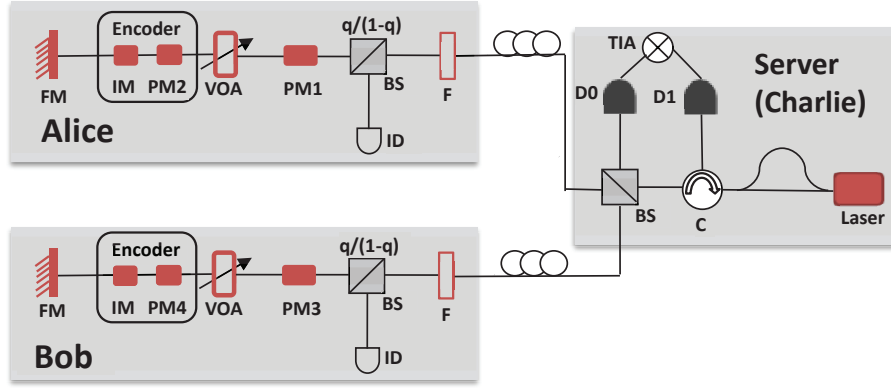 Encoder
q/(1-q)
FM
IM
PM2
VOA
PM1
BS
F
ID
Alice
TIA
D0
D1
Server
(Charlie)
BS
C
Laser
Encoder
q/(1-q)
FM
IM
PM4
VOA
PM3
BS
F
ID
Bob